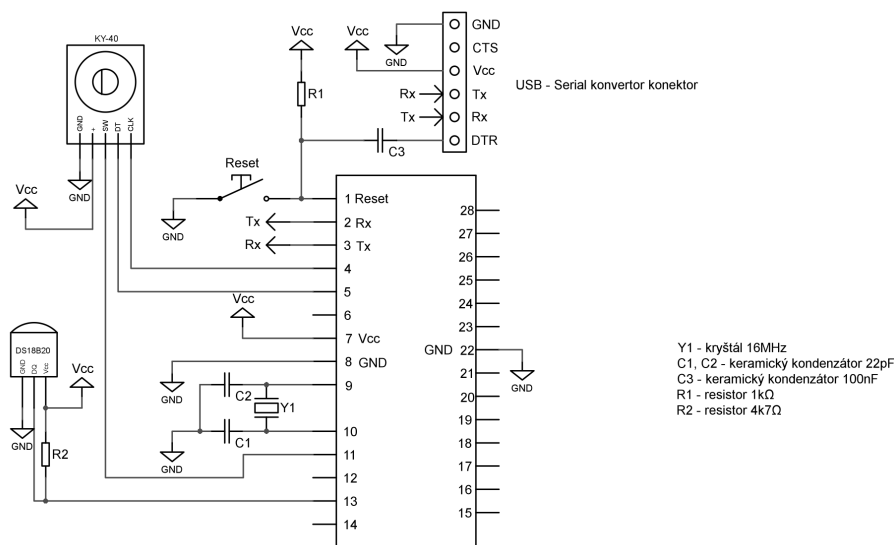 KY-40
GND
+
SW
DT
CLK
GND
Vcc
Vcc
R1
Vcc
GND
GND
CTS
Vcc
Rx Tx
Tx Rx
DTR
USB - Serial konvertor konektor
C3
Reset
GND
1 Reset
Tx 2 Rx
Rx 3 Tx
4
5
6
Vcc
7 Vcc
8 GND
GND
9
C2
Y1
C1
GND
10
11
12
13
14
28
27
26
25
24
23
GND 22
GND
21
20
19
18
17
16
15
DS18B20
GND
DQ
Vcc
Vcc
GND
R2
Y1 - kryštál 16MHz
C1, C2 - keramický kondenzátor 22pF
C3 - keramický kondenzátor 100nF
R1 - resistor 1kΩ
R2 - resistor 4k7Ω